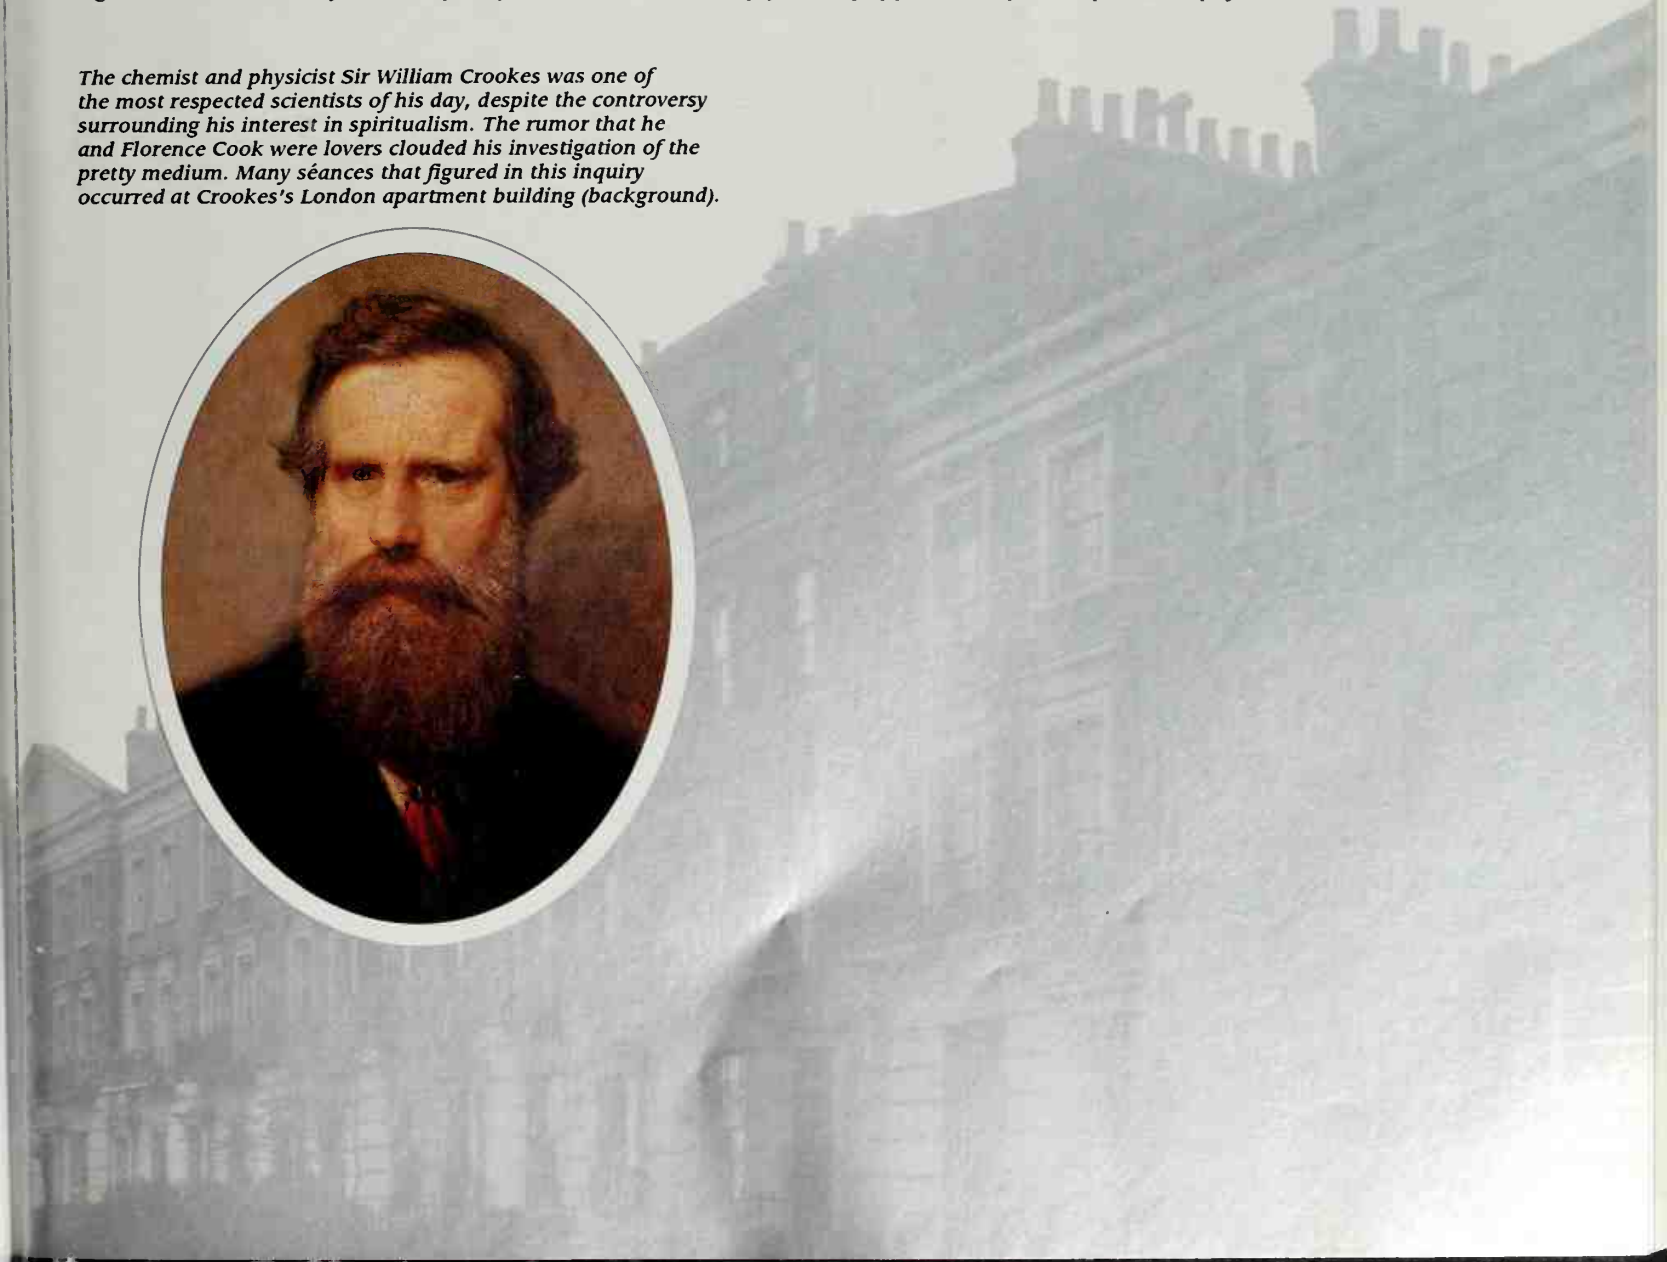 The chemist and physicist Sir William Crookes was one of
the most respected scientists of his day, despite the controversy
surrounding his interest in spiritualism. The rumor that he
and Florence Cook were lovers clouded his investigation of the
pretty medium. Many séances that figured in this inquiry
occurred at Crookes's London apartment building (background).